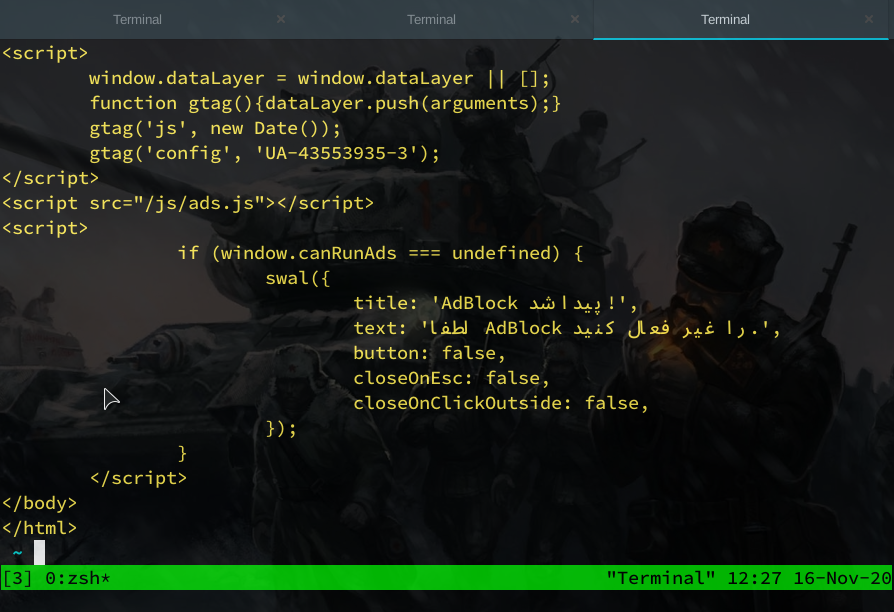 Terminal × Terminal × Terminal ×
<script>
window.dataLayer = window.dataLayer || [];
function gtag(){dataLayer.push(arguments);}
gtag('js', new Date());
gtag('config', 'UA-43553935-3');
</script>
<script src="/js/ads.js"></script>
<script>
if (window.canRunAds === undefined) {
swal({
title: 'AdBlock پیدا شد!',
text: 'لطفا AdBlock را غیر فعال کنید.',
button: false,
closeOnEsc: false,
closeOnClickOutside: false,
});
}
</script>
</body>
</html>
~
[3] 0:zsh* "Terminal" 12:27 16-Nov-20